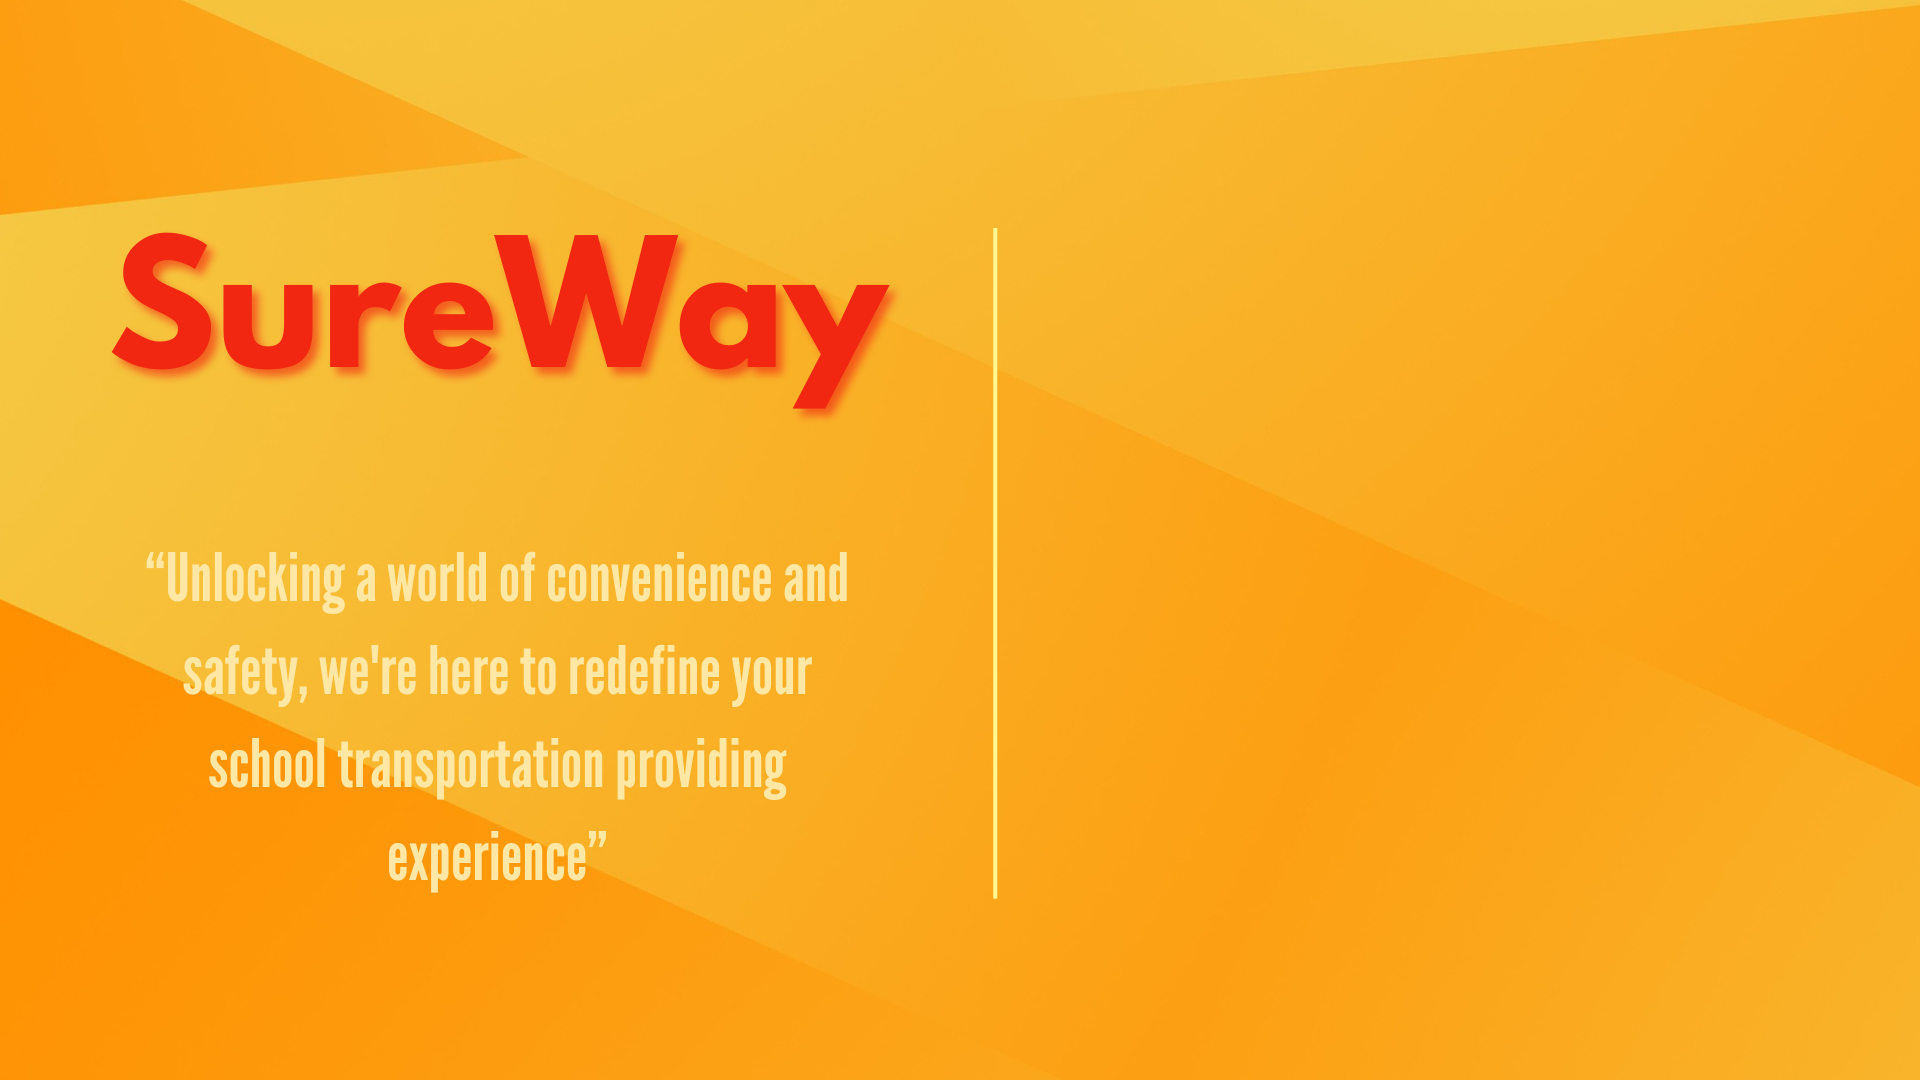 SureWay
“Unlocking a world of convenience and
safety, we're here to redefine your
school transportation providing
experience”